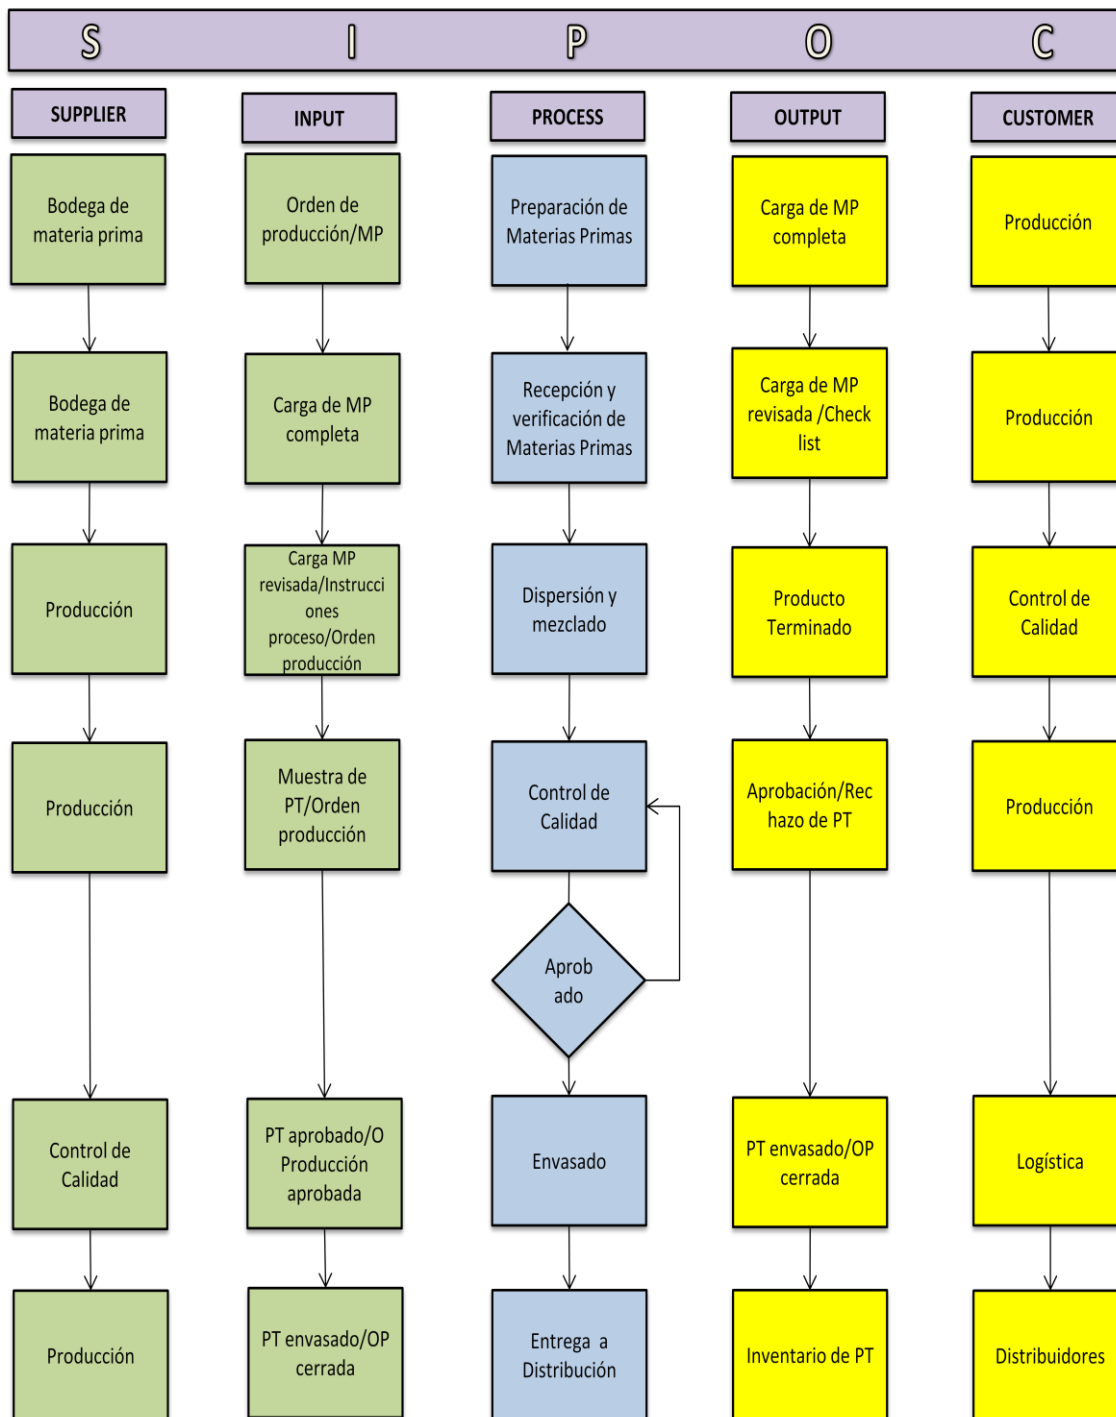 S I P O C
SUPPLIER INPUT PROCESS OUTPUT CUSTOMER
Bodega de
materia prima
Orden de
producción/MP
Preparación de
Materias Primas
Carga de MP
completa
Producción
Bodega de
materia prima
Carga de MP
completa
Recepción y
verificación de
Materias Primas
Carga de MP
revisada /Check
list
Producción
Producción
Carga MP
revisada/Instrucci
ones
proceso/Orden
producción
Dispersión y
mezclado
Producto
Terminado
Control de
Calidad
Producción
Muestra de
PT/Orden
producción
Control de
Calidad
Aprobación/Rec
hazo de PT
Producción
Aprob
ado
Control de
Calidad
PT aprobado/O
Producción
aprobada
Envasado
PT envasado/OP
cerrada
Logística
Producción
PT envasado/OP
cerrada
Entrega a
Distribución
Inventario de PT
Distribuidores